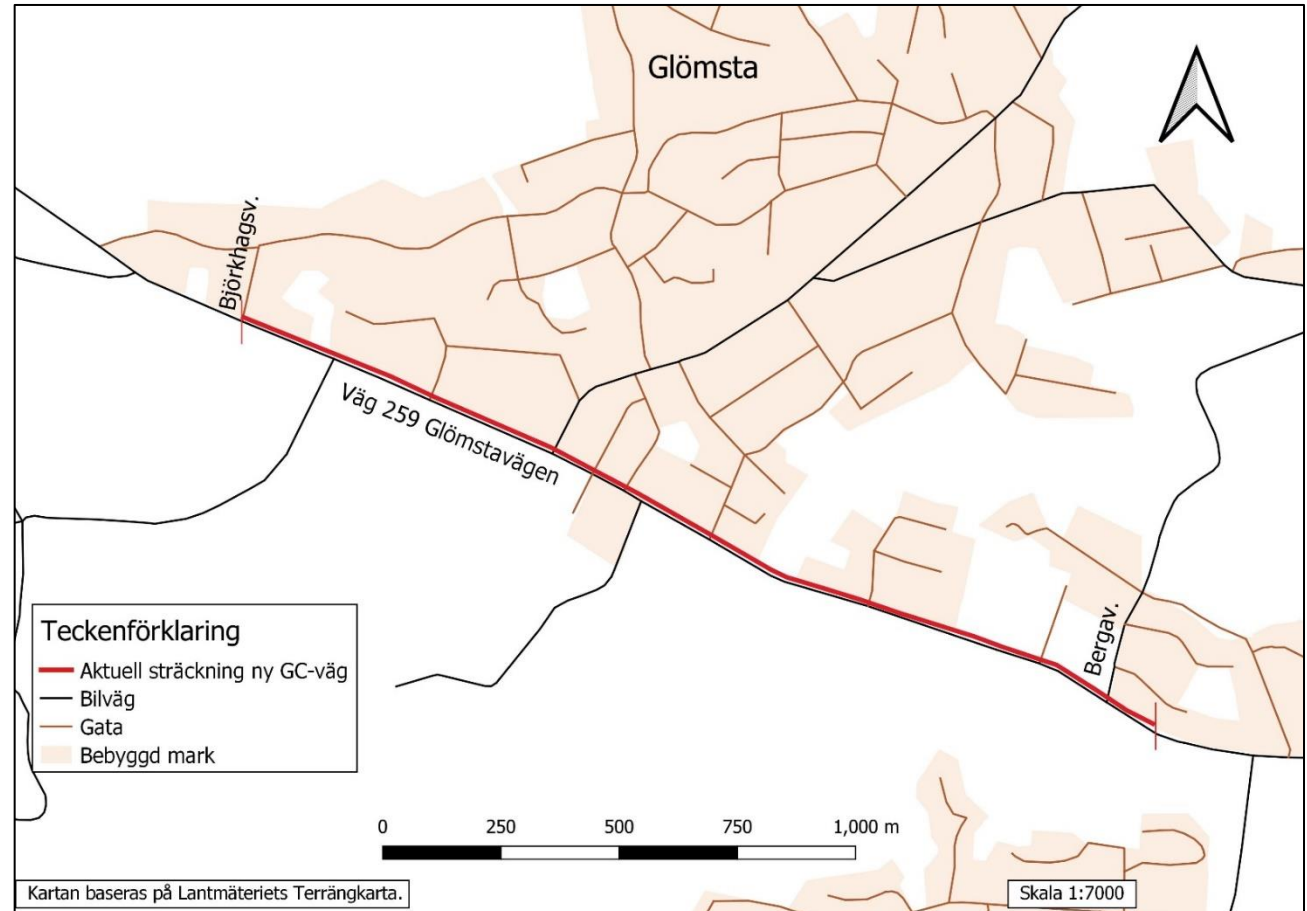 Glömsta
Björkhagsv.
Väg 259 Glömstavägen
Bergav.
Teckenförklaring
Aktuell sträckning ny GC-väg
Bilväg
Gata
Bebyggd mark
0 250 500 750 1,000 m
Kartan baseras på Lantmäteriets Terrängkarta.
Skala 1:7000